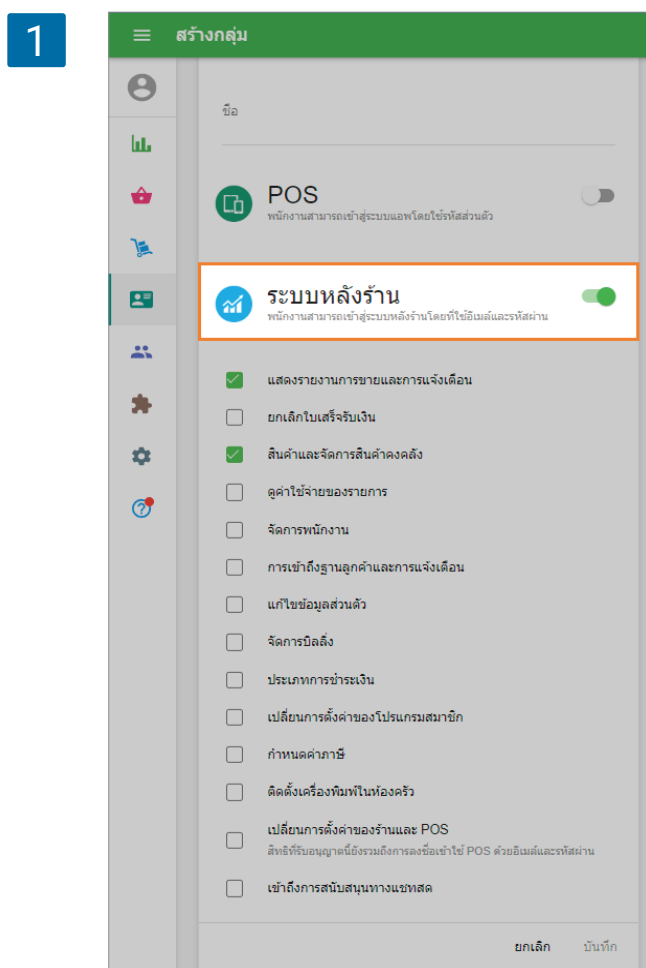 1
สร้างกลุ่ม
ชื่อ
POS
พนักงานสามารถเข้าสู่ระบบแอพโดยใช้รหัสส่วนตัว
ระบบหลังร้าน
พนักงานสามารถเข้าสู่ระบบหลังร้านโดยที่ใช้อีเมล์และรหัสผ่าน
แสดงรายงานการขายและการแจ้งเตือน
ยกเลิกใบเสร็จรับเงิน
สินค้าและจัดการสินค้าคงคลัง
ดูค่าใช้จ่ายของรายการ
จัดการพนักงาน
การเข้าถึงฐานลูกค้าและการแจ้งเตือน
แก้ไขข้อมูลส่วนตัว
จัดการบิลลิ่ง
ประเภทการชำระเงิน
เปลี่ยนการตั้งค่าของโปรแกรมสมาชิก
กำหนดค่าภาษี
ติดตั้งเครื่องพิมพ์ในห้องครัว
เปลี่ยนการตั้งค่าของร้านและ POS
สิทธิที่รับอนุญาตนี้ยังรวมถึงการลงชื่อเข้าใช้ POS ด้วยอีเมล์และรหัสผ่าน
เข้าถึงการสนับสนุนทางแชทสด
ยกเลิก บันทึก